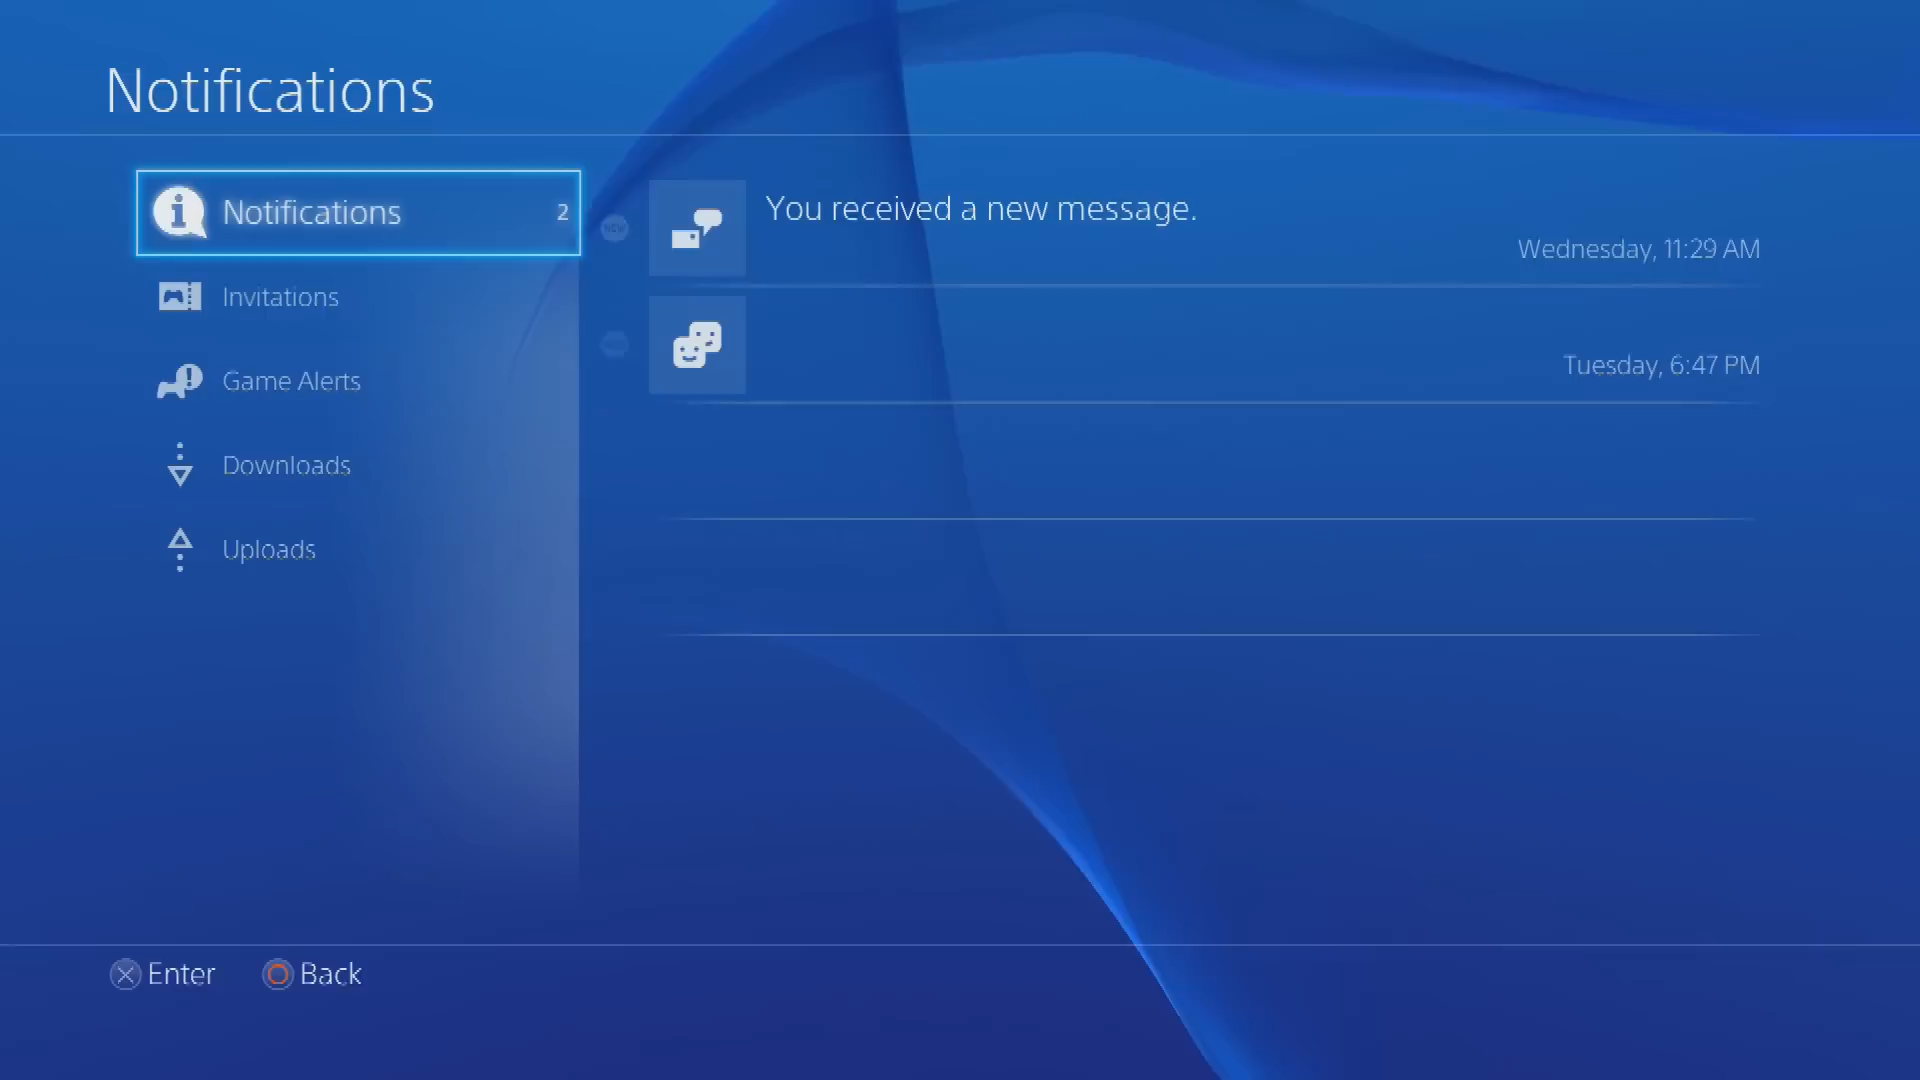 Notifications
Notifications 2
Invitations
Game Alerts
Downloads
Uploads
NEW
You received a new message.
Wednesday, 11:29 AM
Tuesday, 6:47 PM
Enter
Back